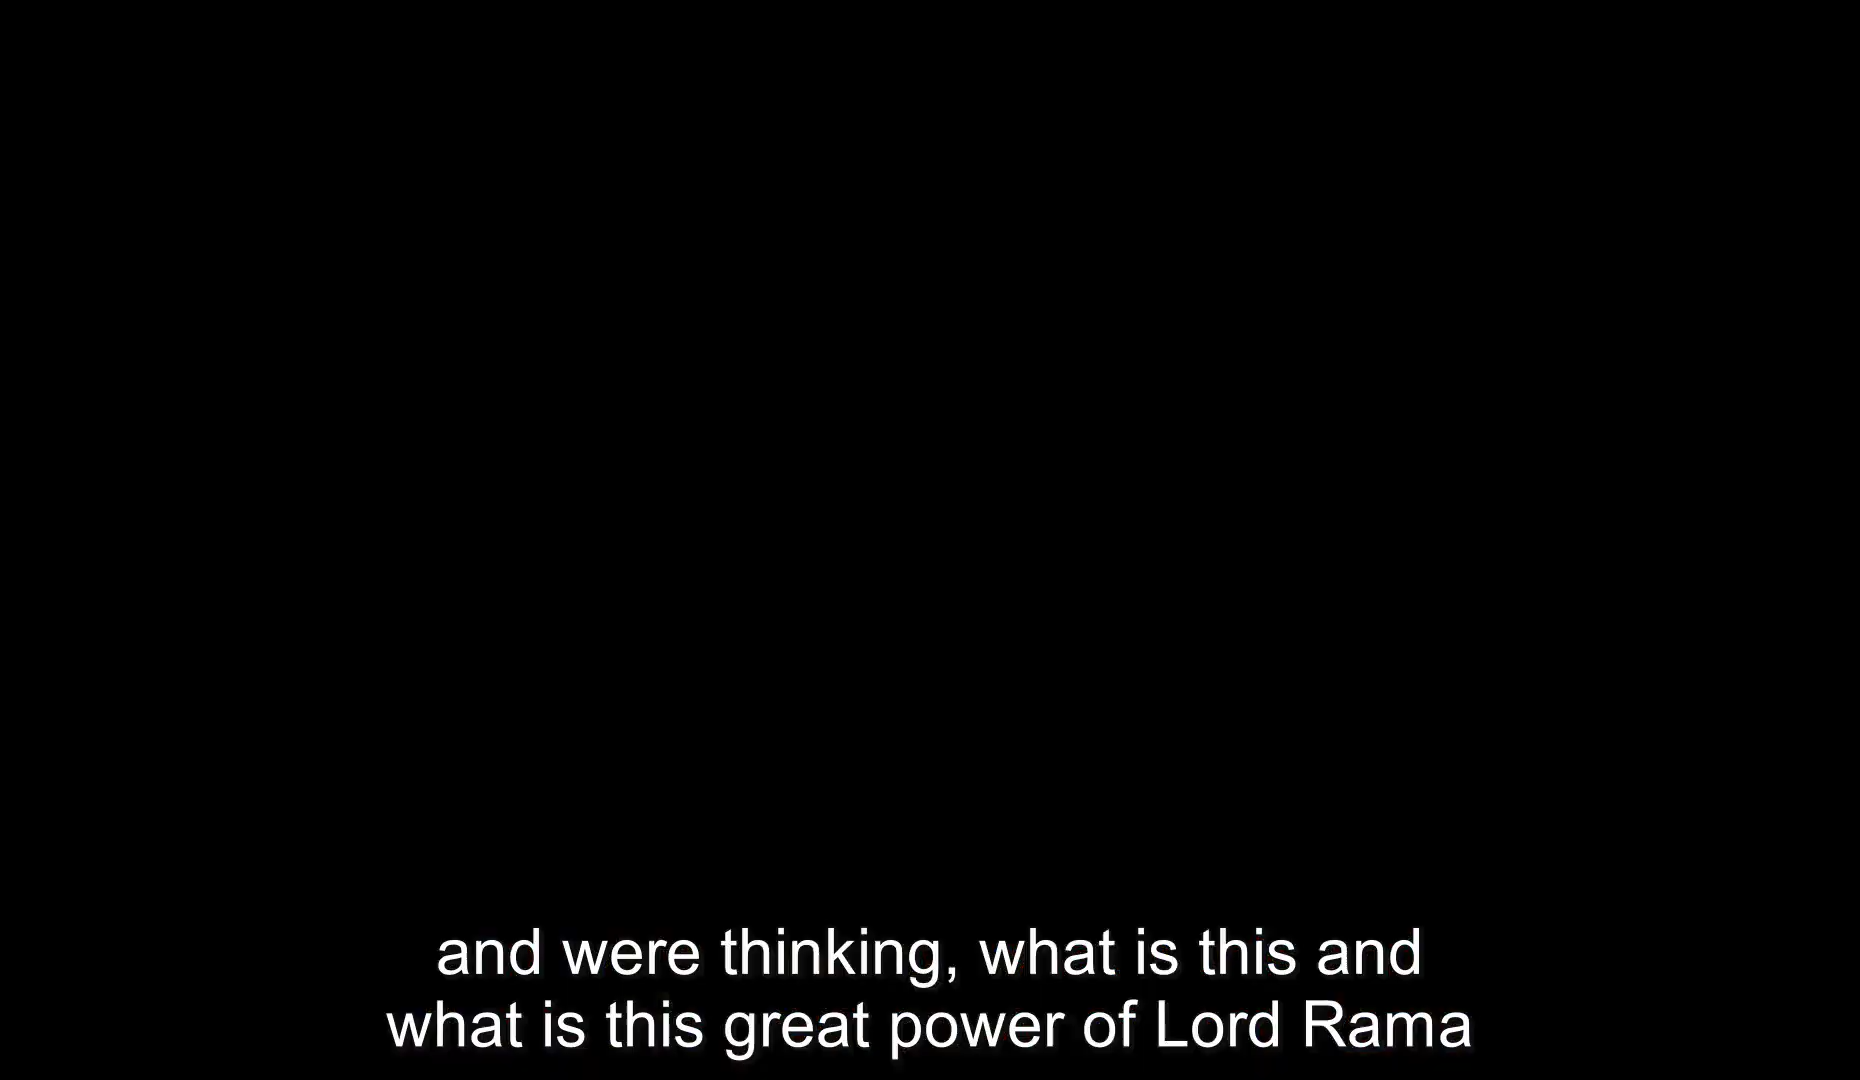 and were thinking, what is this and
what is this great power of Lord Rama